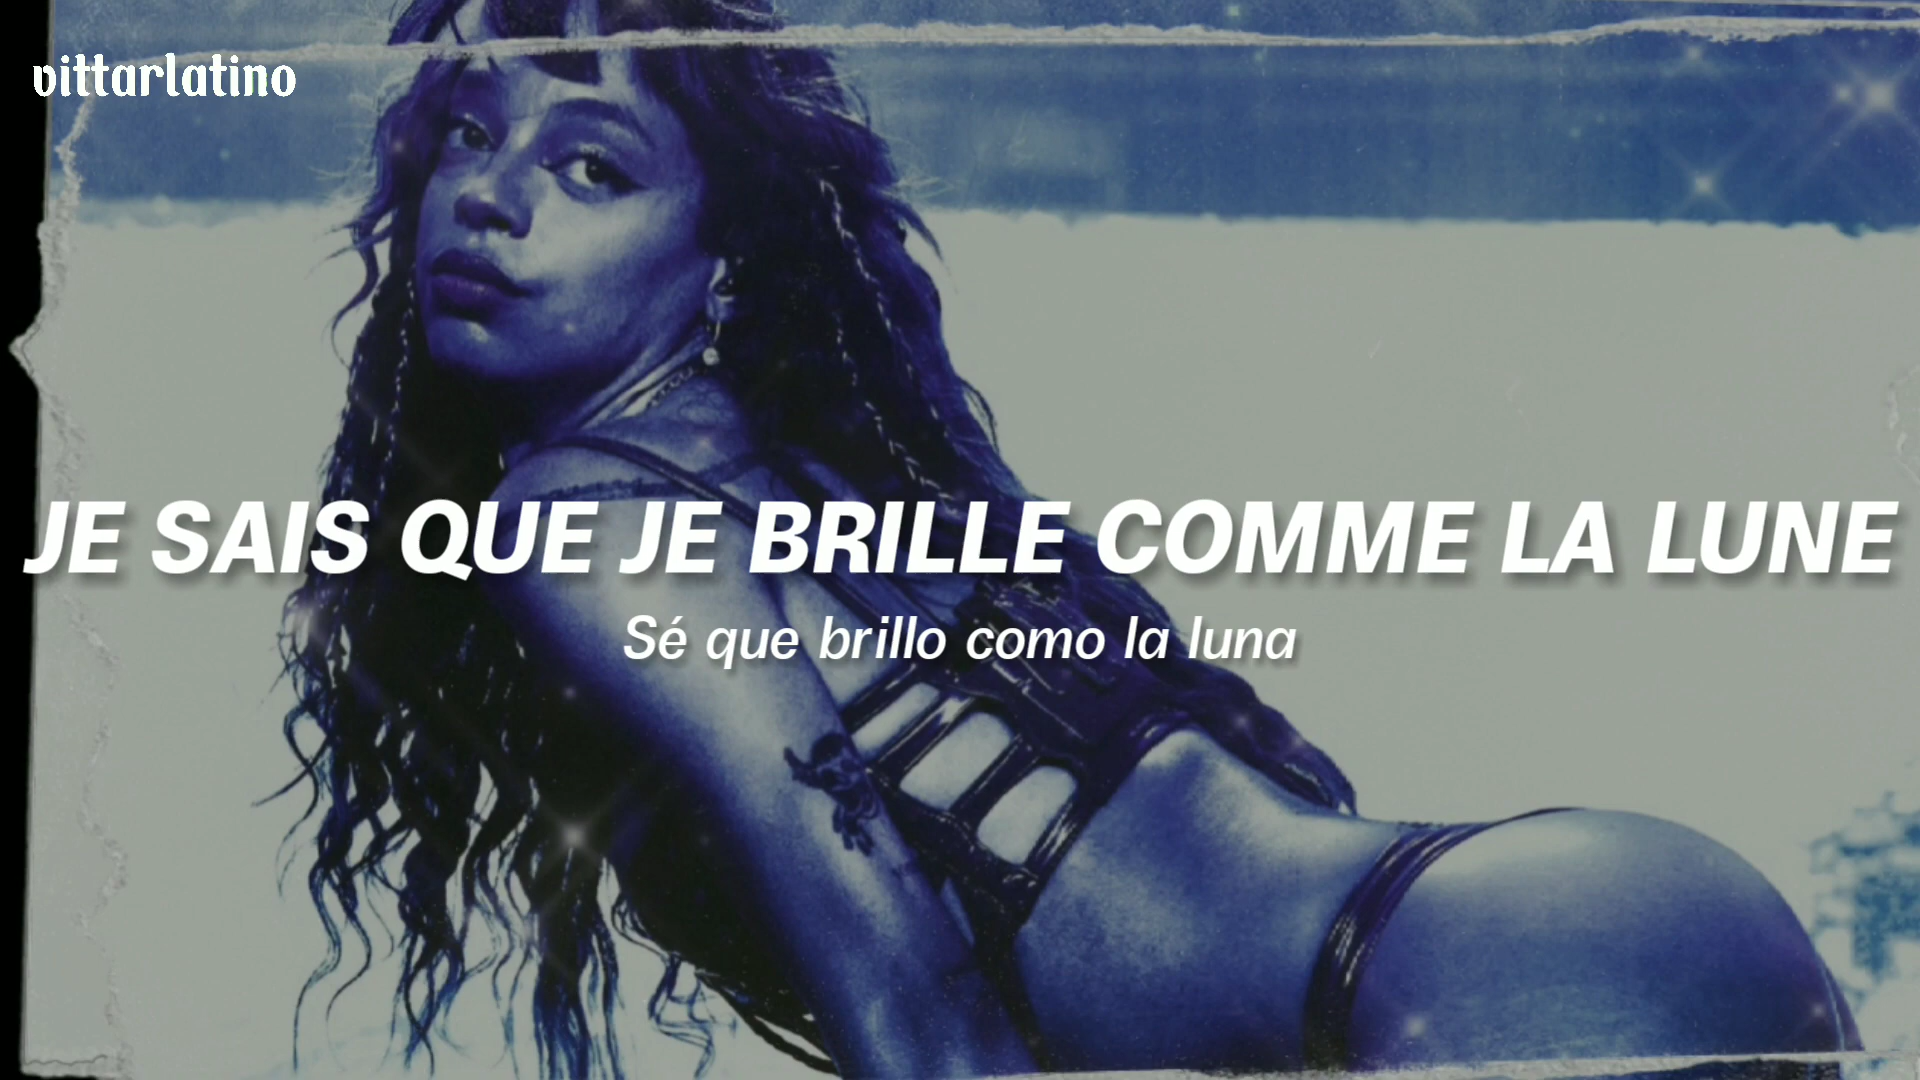 vittarlatino
JE SAIS QUE JE BRILLE COMME LA LUNE
Sé que brillo como la luna